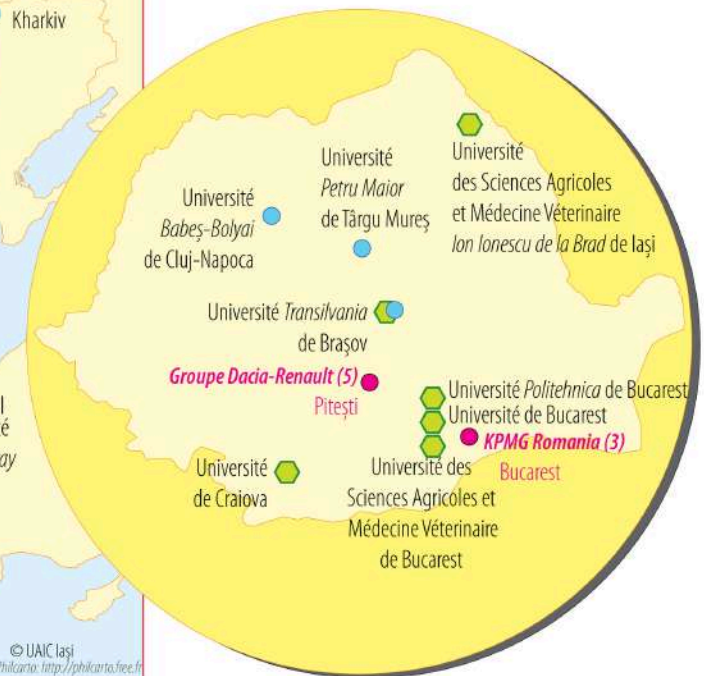 Kharkiv
Université
des Sciences Agricoles
et Médecine Véterinaire
Ion Ionescu de la Brad de Iași
Université
Petru Maior
de Târgu Mureș
Université
Babeș-Bolyai
de Cluj-Napoca
Université Transilvania
de Brașov
Groupe Dacia-Renault (5)
Pitești
Université Politehnica de Bucarest
Université de Bucarest
KPMG Romania (3)
Bucarest
Université des
Sciences Agricoles et
Médecine Véterinaire
de Bucarest
Université
de Craiova
© UAIC Iași
http://philcarto.free.fr